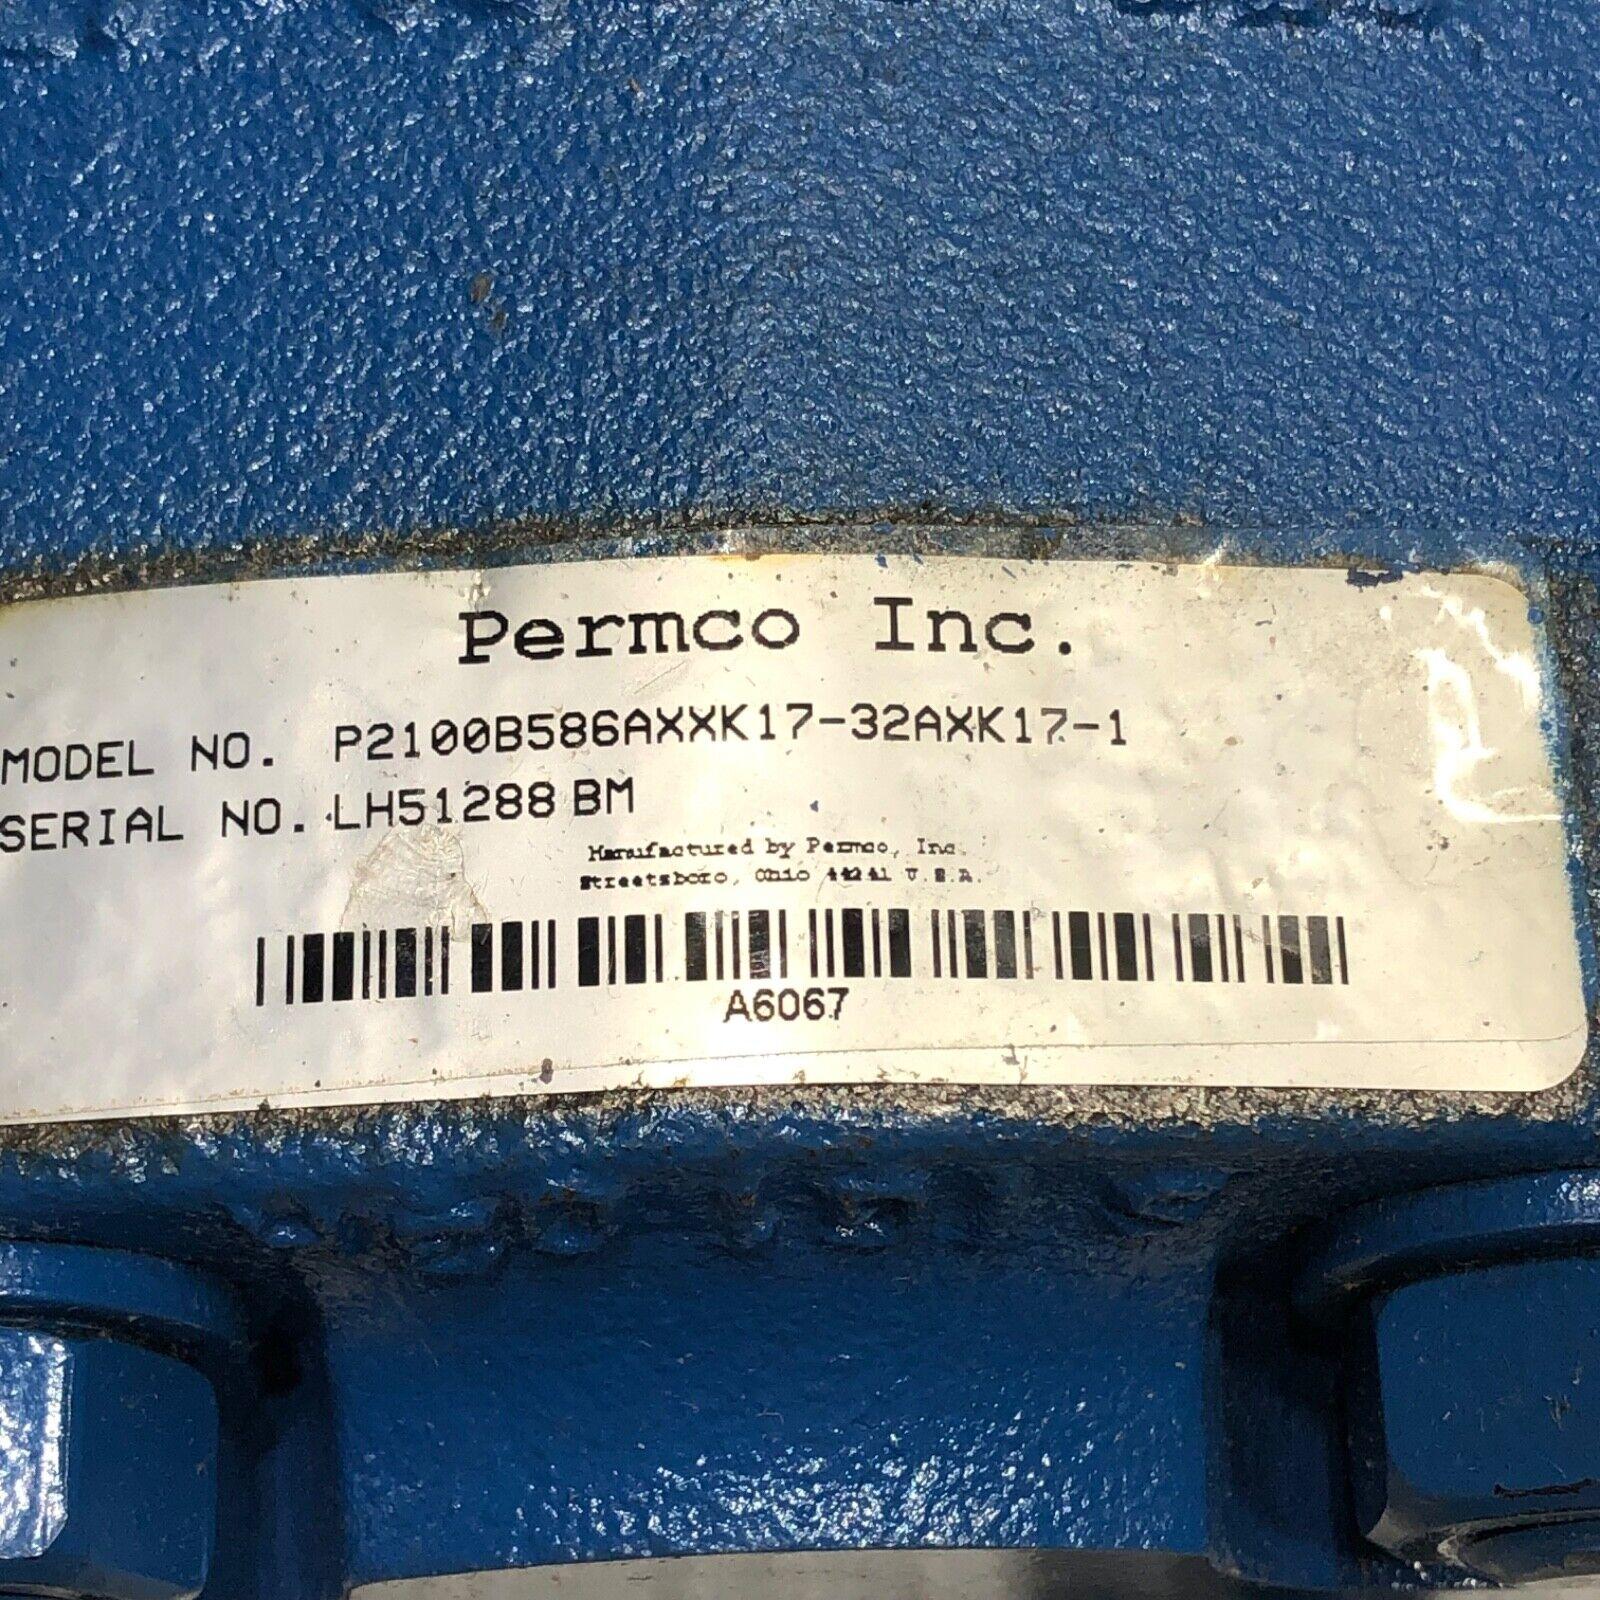 Permco Inc.
MODEL NO. P2100B586AXXK17-32AXK17-1
SERIAL NO. LH51288 BM
Manufactured by Permco, Inc.
Streetsboro, Ohio 44241 U.S.A.
A6067